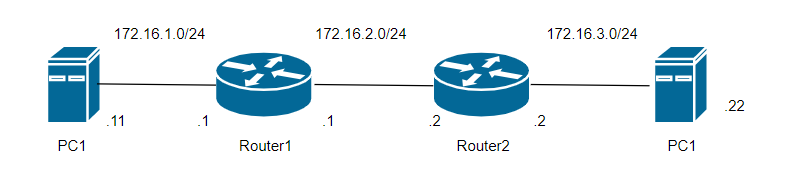 172.16.1.0/24 172.16.2.0/24 172.16.3.0/24
.11 .1 .1 .2 .2 .22
PC1 Router1 Router2 PC1